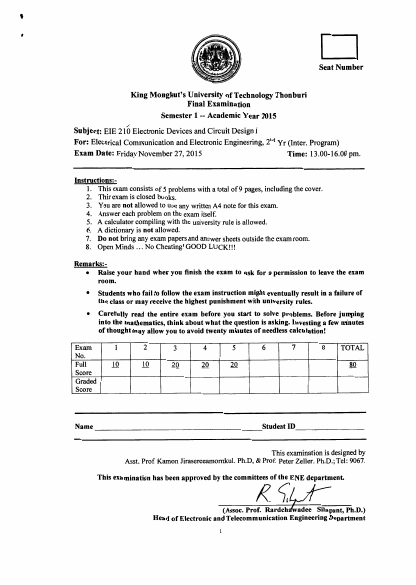 Seat Number
King Mongkut's University of Technology Thonburi
Final Examination
Semester 1 -- Academic Year 2015
Subject: EIE 210 Electronic Devices and Circuit Design I
For: Electrical Communication and Electronic Engineering, 2nd Yr (Inter. Program)
Exam Date: Friday November 27, 2015 Time: 13.00-16.00 pm.
Instructions:-
1. This exam consists of 5 problems with a total of 9 pages, including the cover.
2. This exam is closed books.
3. You are not allowed to use any written A4 note for this exam.
4. Answer each problem on the exam itself.
5. A calculator compiling with the university rule is allowed.
6. A dictionary is not allowed.
7. Do not bring any exam papers and answer sheets outside the exam room.
8. Open Minds ... No Cheating! GOOD LUCK!!!
Remarks:-
• Raise your hand when you finish the exam to ask for a permission to leave the exam
room.
• Students who fail to follow the exam instruction might eventually result in a failure of
the class or may receive the highest punishment with university rules.
• Carefully read the entire exam before you start to solve problems. Before jumping
into the mathematics, think about what the question is asking. Investing a few minutes
of thought may allow you to avoid twenty minutes of needless calculation!
Exam No. 1 2 3 4 5 6 7 8 TOTAL
Full Score 10 10 20 20 20 80
Graded Score
Name Student ID
This examination is designed by
Asst. Prof Kamon Jirasereeamornkul. Ph.D, & Prof. Peter Zeller. Ph.D.; Tel: 9067.
This examination has been approved by the committees of the ENE department.
(Assoc. Prof. Rardchawadee Silapant, Ph.D.)
Head of Electronic and Telecommunication Engineering Department
1